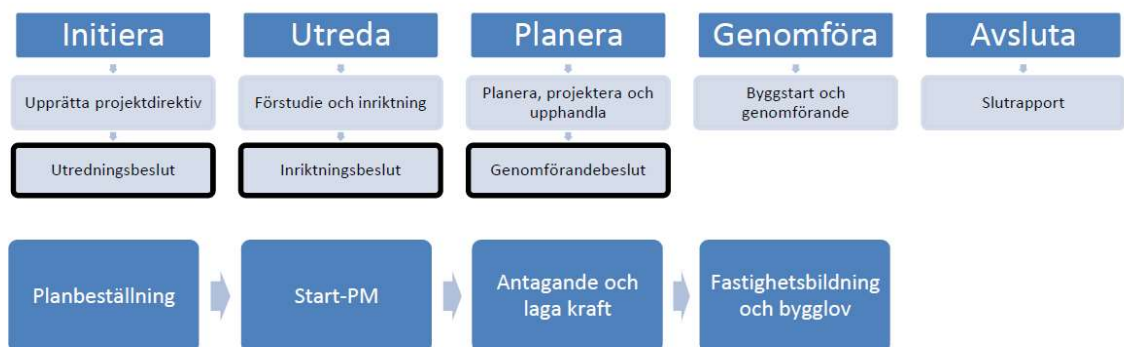 Initiera
Utreda
Planera
Genomföra
Avsluta
Upprätta projektdirektiv
Förstudie och inriktning
Planera, projektera och
upphandla
Byggstart och
genomförande
Slutrapport
Utredningsbeslut
Inriktningsbeslut
Genomförandebeslut
Planbeställning
Start-PM
Antagande och
laga kraft
Fastighetsbildning
och bygglov